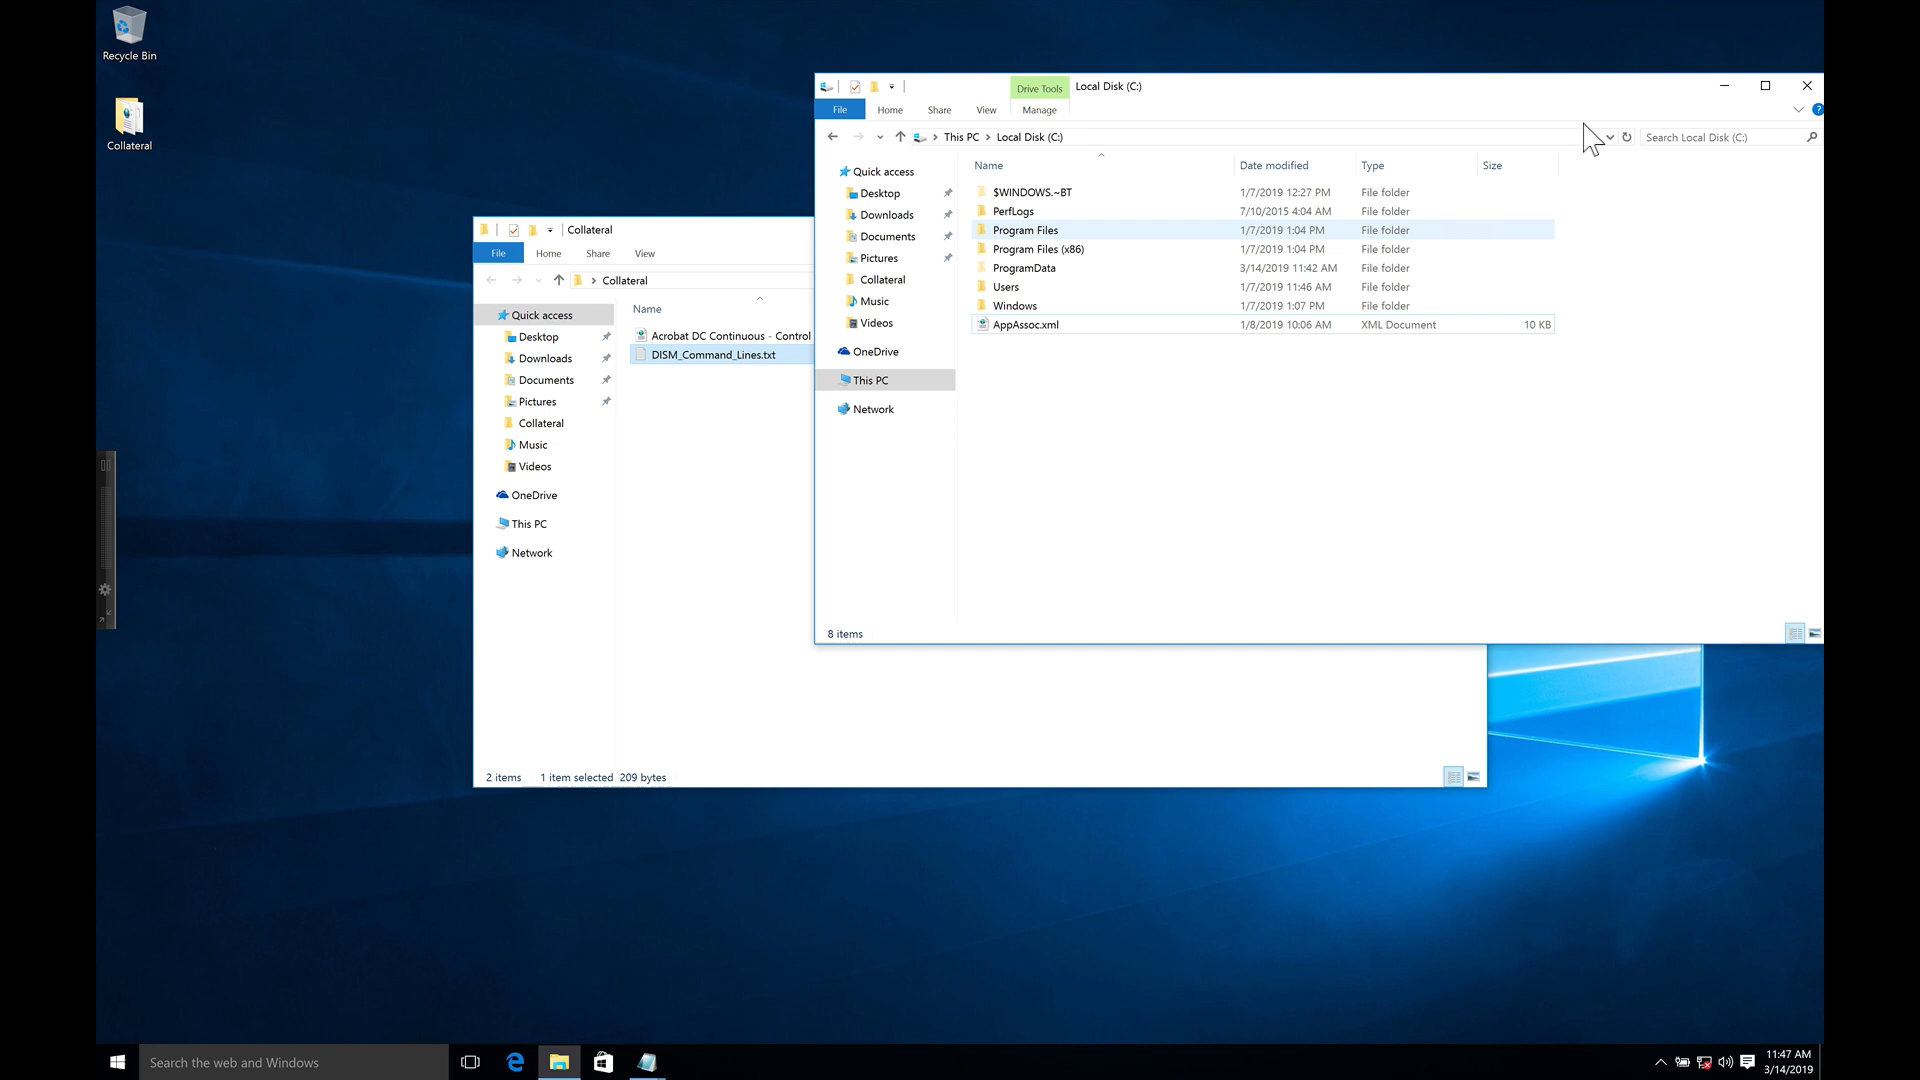 Recycle Bin
Collateral
Drive Tools
Local Disk (C:)
File
Home
Share
View
Manage
This PC
Local Disk (C:)
Search Local Disk (C:)
Quick access
Desktop
Downloads
Documents
Pictures
Collateral
Music
Videos
OneDrive
This PC
Network
Name Date modified Type Size
$WINDOWS.~BT 1/7/2019 12:27 PM File folder
PerfLogs 7/10/2015 4:04 AM File folder
Program Files 1/7/2019 1:04 PM File folder
Program Files (x86) 1/7/2019 1:04 PM File folder
ProgramData 3/14/2019 11:42 AM File folder
Users 1/7/2019 11:46 AM File folder
Windows 1/7/2019 1:07 PM File folder
AppAssoc.xml 1/8/2019 10:06 AM XML Document 10 KB
8 items
Collateral
File
Home
Share
View
Collateral
Quick access
Desktop
Downloads
Documents
Pictures
Collateral
Music
Videos
OneDrive
This PC
Network
Name
Acrobat DC Continuous - Control
DISM_Command_Lines.txt
2 items 1 item selected 209 bytes
Search the web and Windows
11:47 AM
3/14/2019